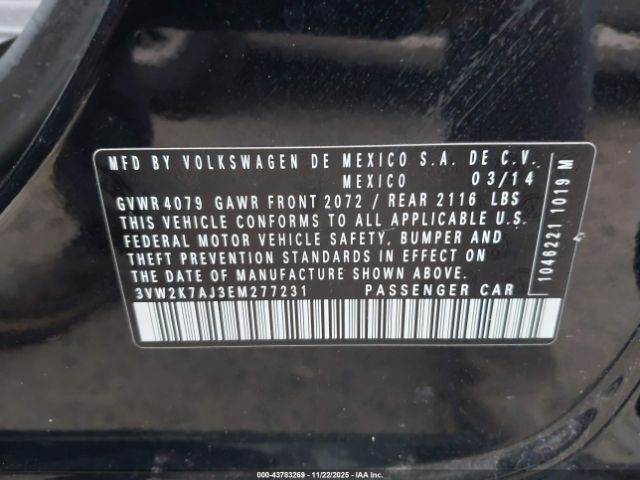 MFD BY VOLKSWAGEN DE MEXICO S.A. DE C.V.
MEXICO 03/14
GVWR 4079 GAWR FRONT 2072 / REAR 2116 LBS
THIS VEHICLE CONFORMS TO ALL APPLICABLE U.S.
FEDERAL MOTOR VEHICLE SAFETY, BUMPER AND
THEFT PREVENTION STANDARDS IN EFFECT ON
THE DATE OF MANUFACTURE SHOWN ABOVE.
3VW2K7AJ3EM277231 PASSENGER CAR
1046221 1019 M
000-43783269 - 11/22/2025 - IAA Inc.